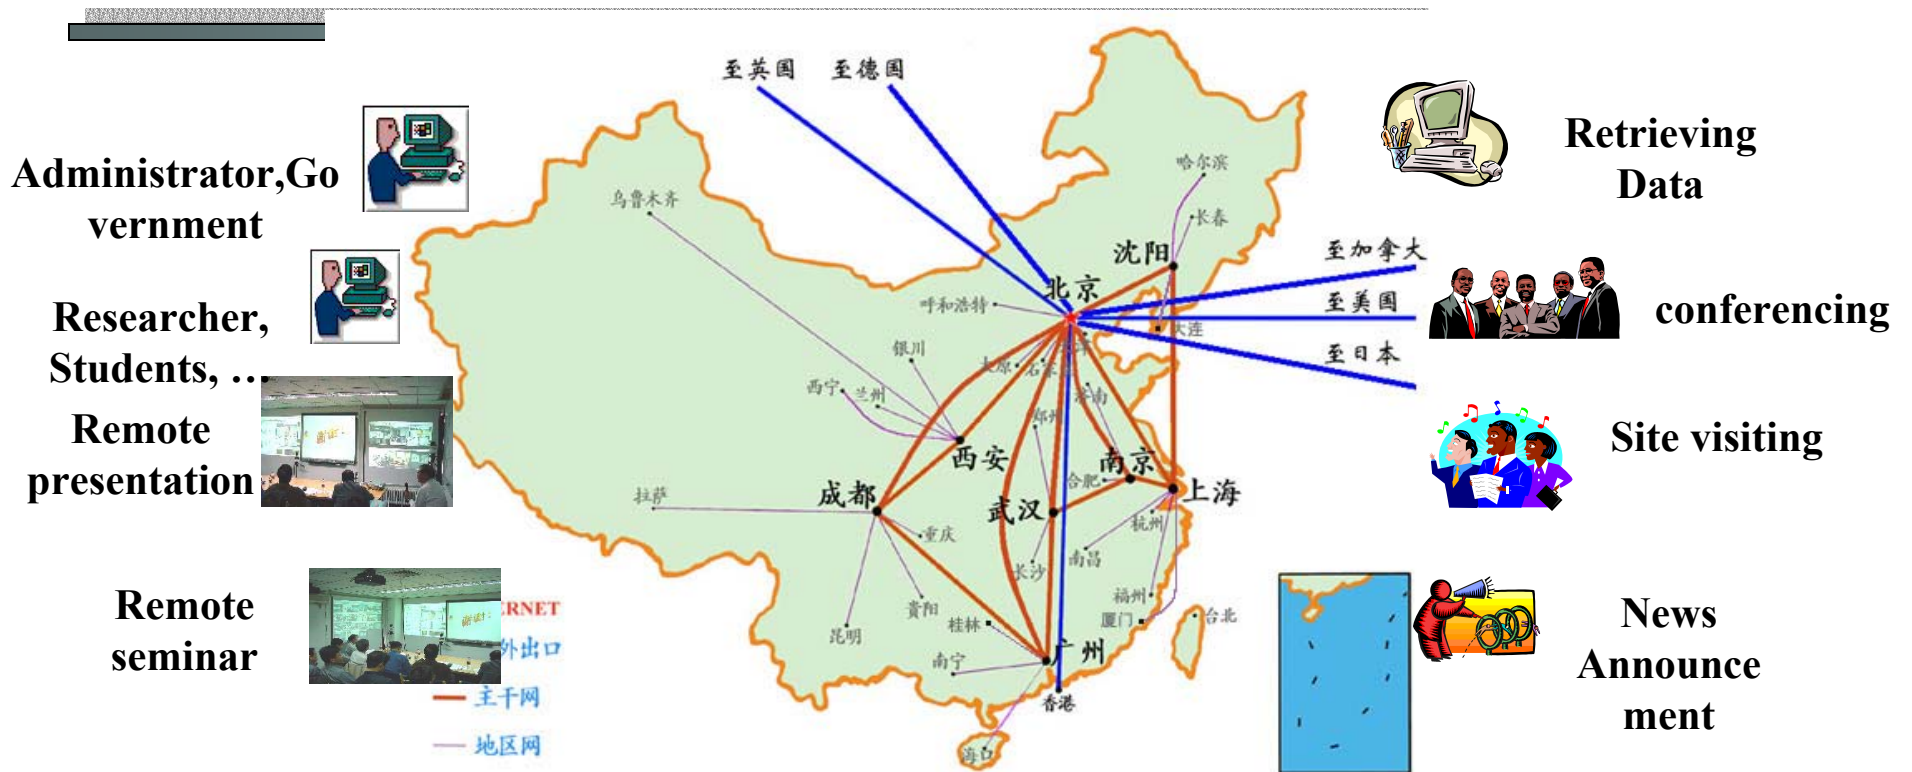 至英国
至德国
Retrieving
Data
Administrator,Go
vernment
哈尔滨
乌鲁木齐
长春
沈阳
至加拿大
北京
呼和浩特
至美国
conferencing
Researcher,
Students, …
大连
银川
至日本
太原
西宁
兰州
济南
郑州
Remote
presentation
Site visiting
西安
南京
合肥
成都
拉萨
武汉
上海
杭州
重庆
南昌
长沙
Remote
seminar
ERNET
贵阳
福州
厦门
台北
桂林
昆明
外出口
南宁
广州
News
Announce
ment
主干网
香港
地区网
海口